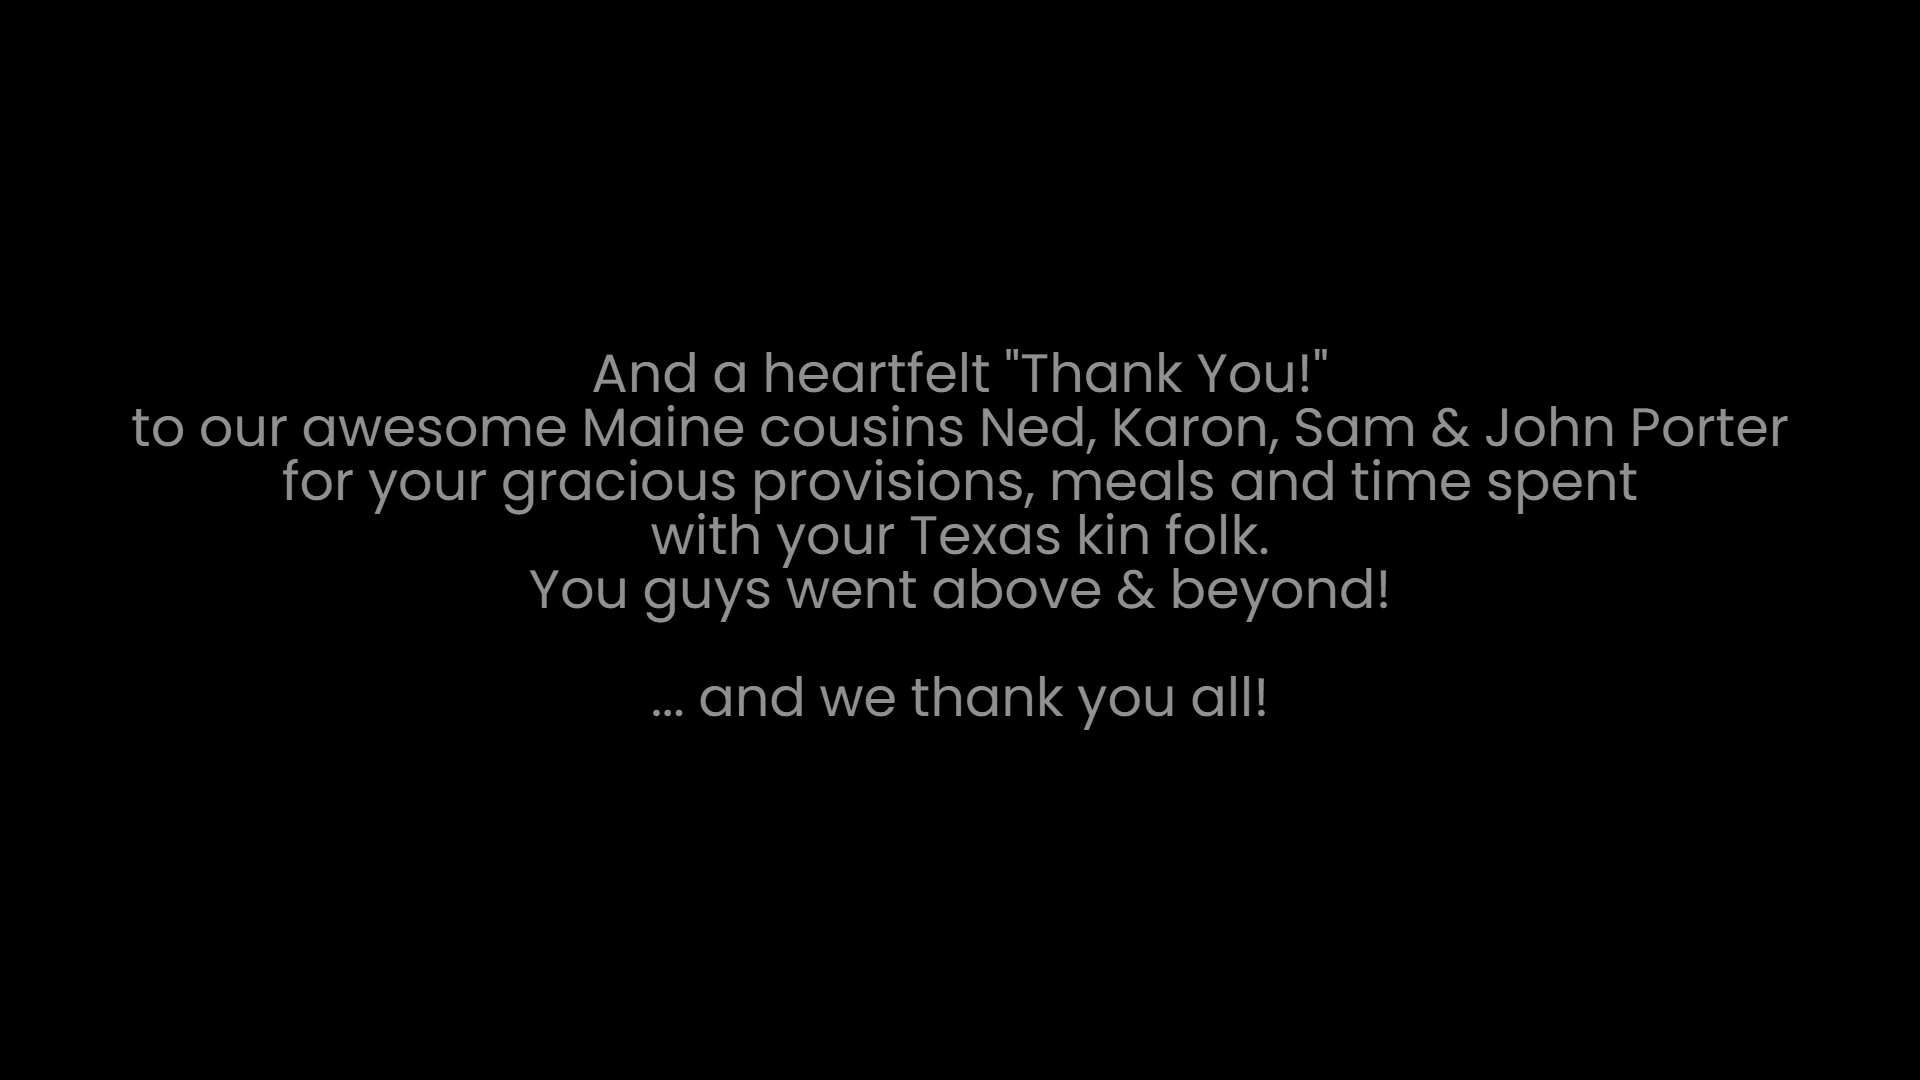 And a heartfelt "Thank You!"
to our awesome Maine cousins Ned, Karon, Sam & John Porter
for your gracious provisions, meals and time spent
with your Texas kin folk.
You guys went above & beyond!
... and we thank you all!